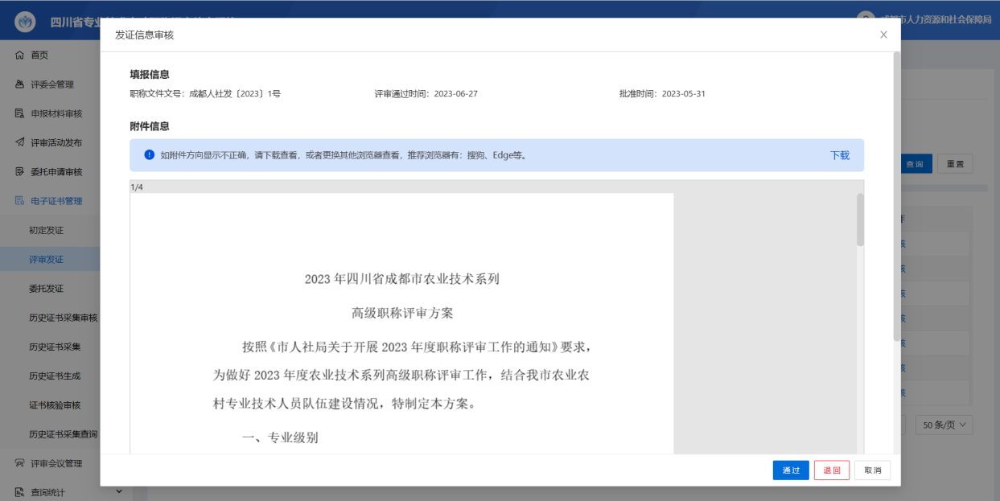 四川省专业
成都市人力资源和社会保障局
发证信息审核
首页
评委会管理
申报材料审核
评审活动发布
委托申请审核
电子证书管理
初定发证
评审发证
委托发证
历史证书采集审核
历史证书采集
历史证书生成
证书核验审核
历史证书采集查询
评审会议管理
查询统计
填报信息
职称文件文号：成都人社发〔2023〕1号 评审通过时间：2023-06-27 批准时间：2023-05-31
附件信息
如附件方向显示不正确，请下载查看，或者更换其他浏览器查看，推荐浏览器有：搜狗、Edge等。 下载
1/4
2023 年四川省成都市农业技术系列
高级职称评审方案
按照《市人社局关于开展 2023 年度职称评审工作的通知》要求，
为做好 2023 年度农业技术系列高级职称评审工作，结合我市农业农
村专业技术人员队伍建设情况，特制定本方案。
一、专业级别
通过 退回 取消
查询 重置
50 条/页